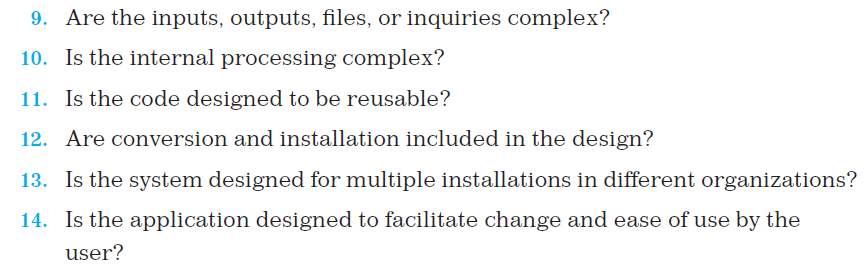 9. Are the inputs, outputs, files, or inquiries complex?
10. Is the internal processing complex?
11. Is the code designed to be reusable?
12. Are conversion and installation included in the design?
13. Is the system designed for multiple installations in different organizations?
14. Is the application designed to facilitate change and ease of use by the
user?